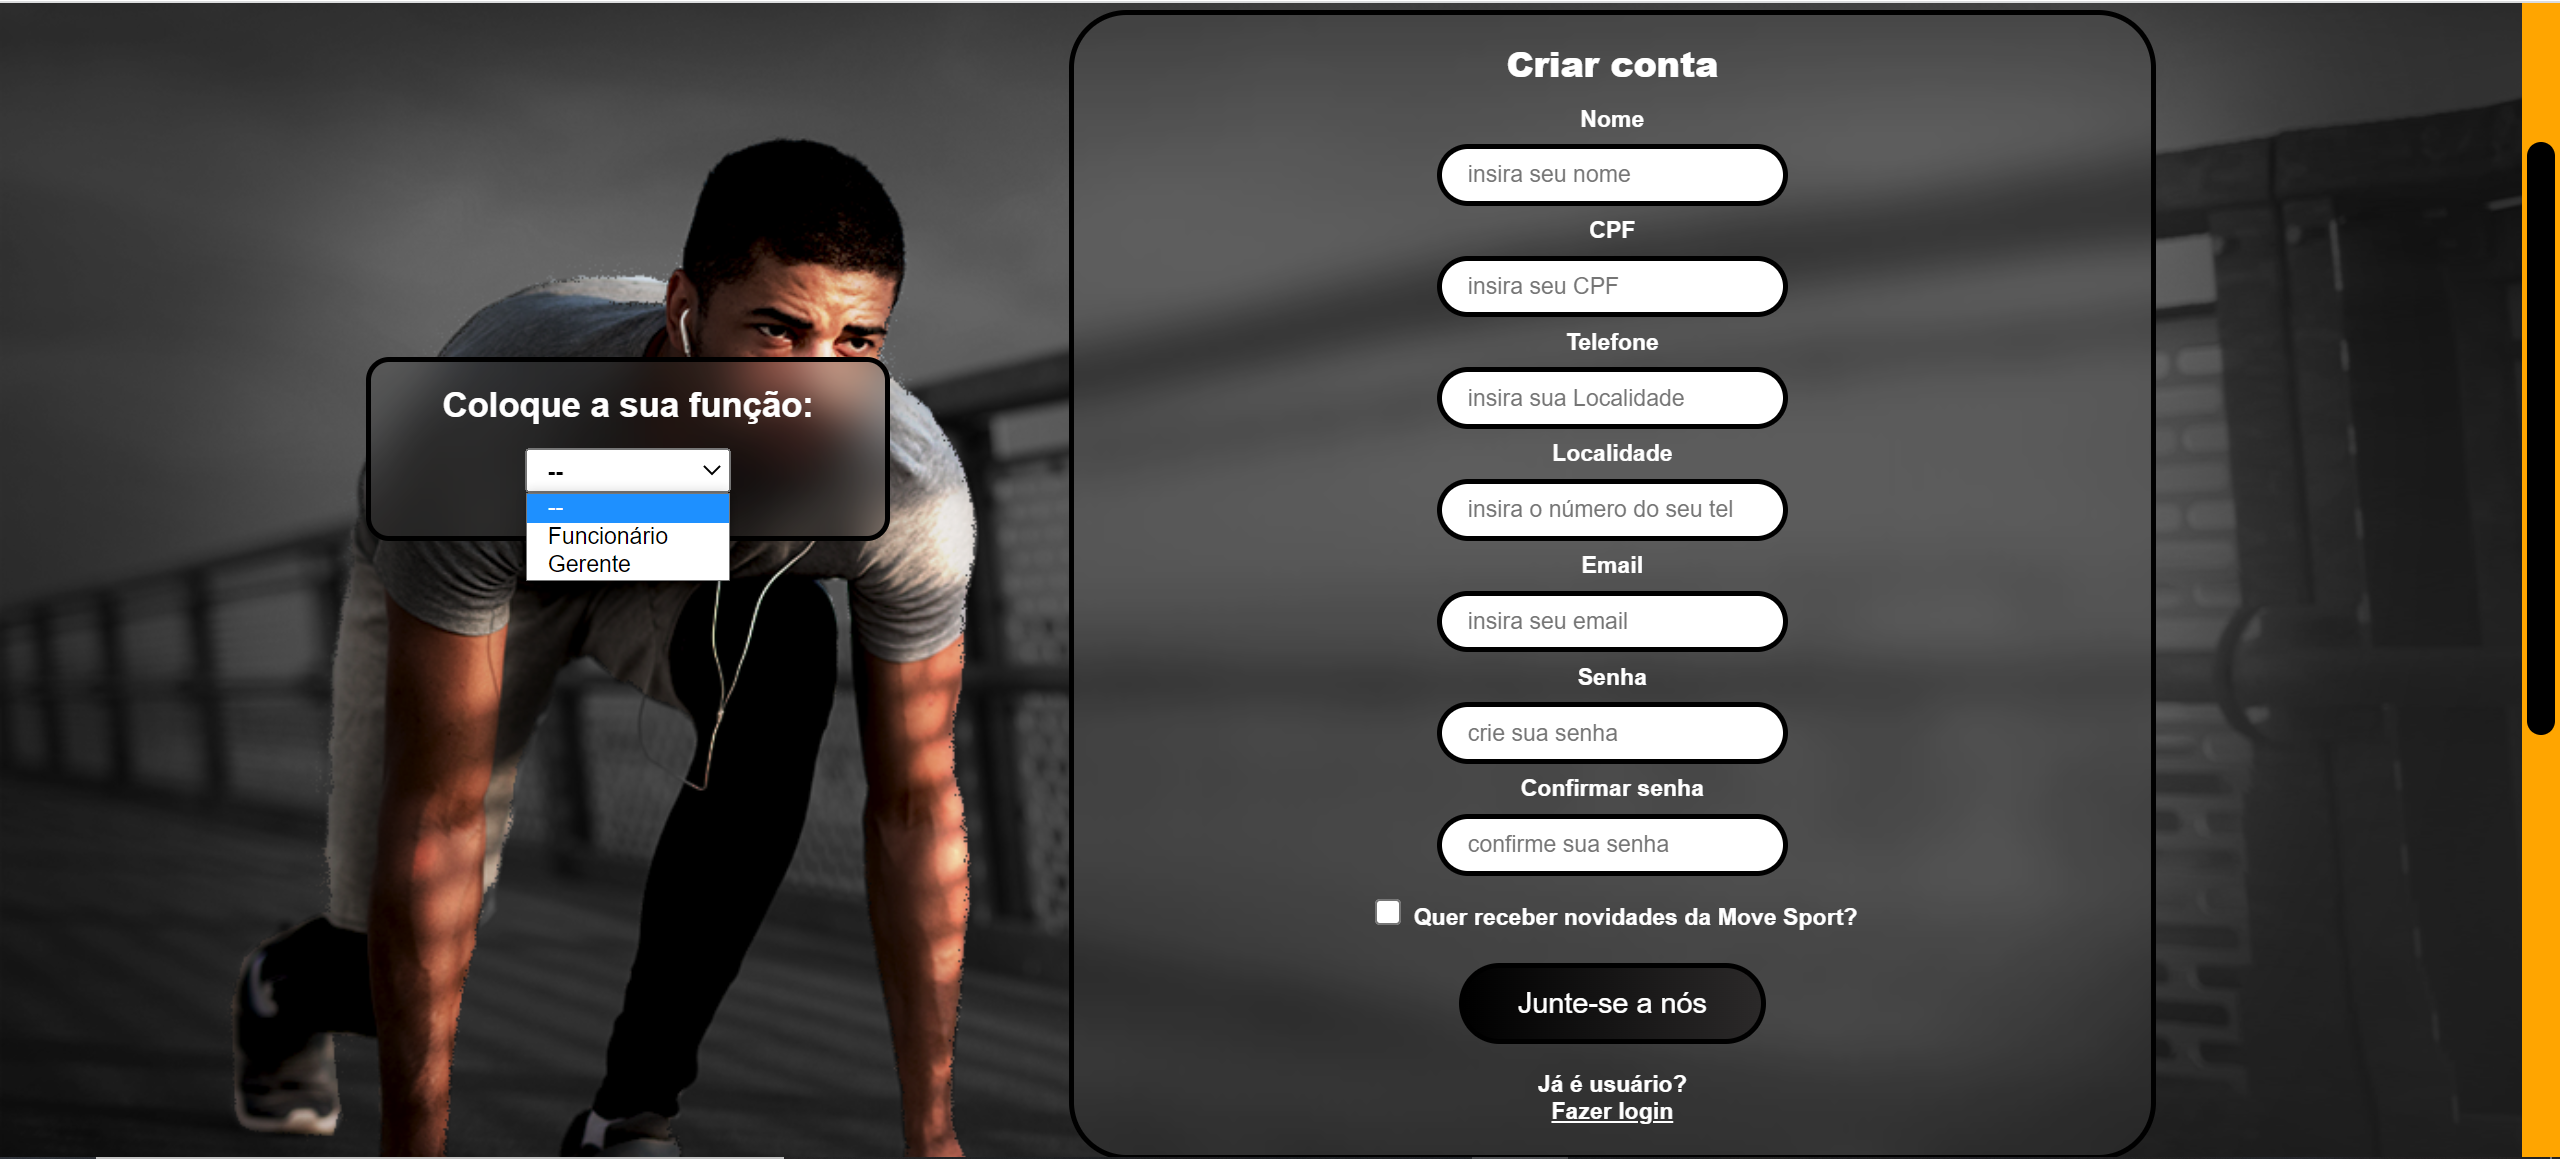 Coloque a sua função:
--
--
Funcionário
Gerente
Criar conta
Nome
insira seu nome
CPF
insira seu CPF
Telefone
insira sua Localidade
Localidade
insira o número do seu tel
Email
insira seu email
Senha
crie sua senha
Confirmar senha
confirme sua senha
Quer receber novidades da Move Sport?
Junte-se a nós
Já é usuário?
Fazer login